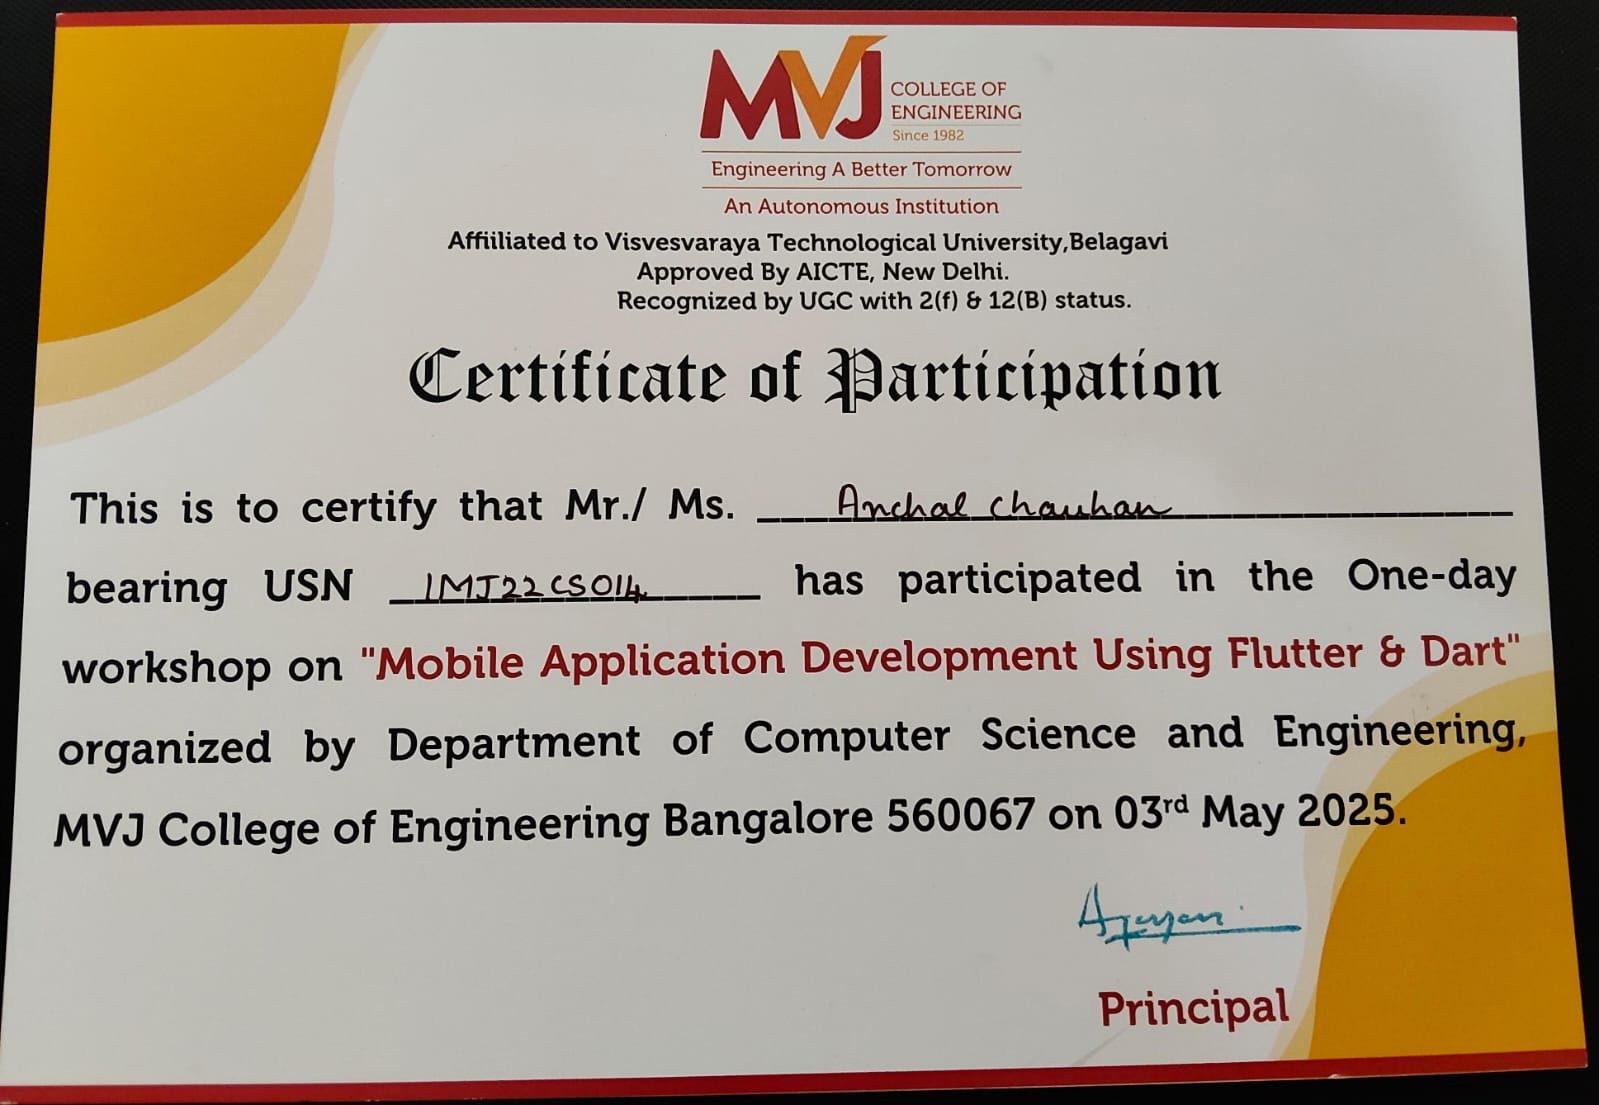 MVJ COLLEGE OF
ENGINEERING
Since 1982
Engineering A Better Tomorrow
An Autonomous Institution
Affiiliated to Visvesvaraya Technological University,Belagavi
Approved By AICTE, New Delhi.
Recognized by UGC with 2(f) & 12(B) status.
Certificate of Participation
This is to certify that Mr./ Ms. Anchal Chauhan
bearing USN 1MJ22CS014 has participated in the One-day
workshop on "Mobile Application Development Using Flutter & Dart"
organized by Department of Computer Science and Engineering,
MVJ College of Engineering Bangalore 560067 on 03rd May 2025.
Principal